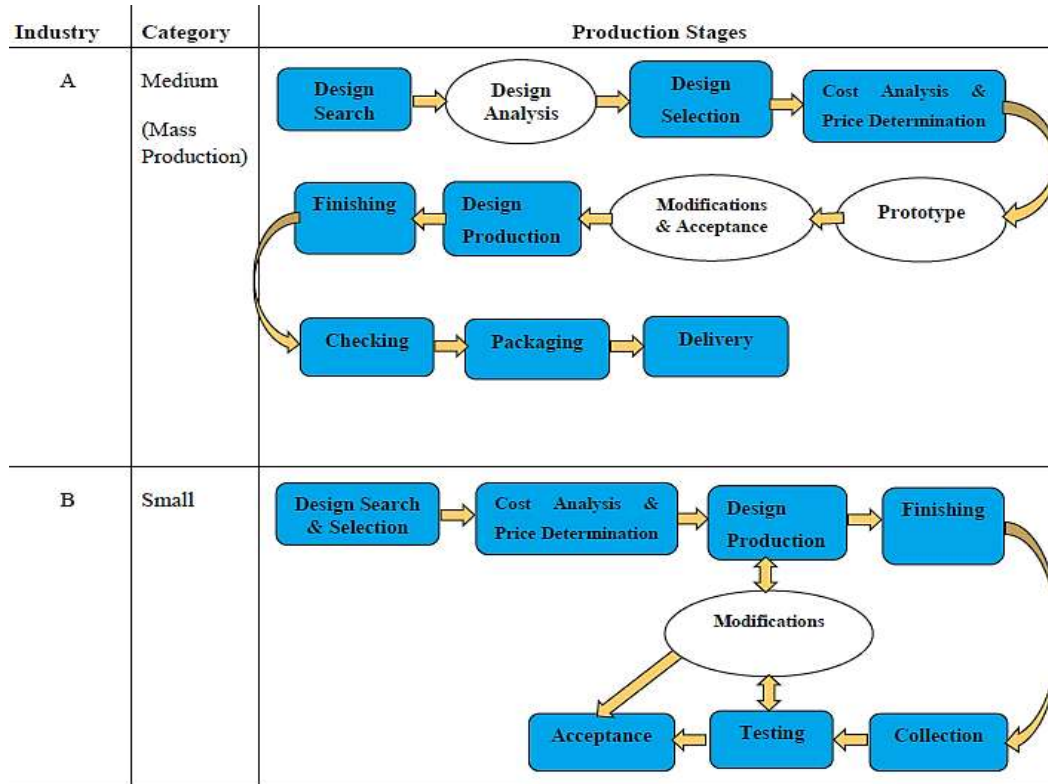 Industry
Category
Production Stages
A
Medium
(Mass
Production)
Design
Search
Design
Analysis
Design
Selection
Cost Analysis &
Price Determination
Prototype
Modifications
& Acceptance
Design
Production
Finishing
Checking
Packaging
Delivery
B
Small
Design Search
& Selection
Cost Analysis &
Price Determination
Design
Production
Finishing
Modifications
Collection
Testing
Acceptance